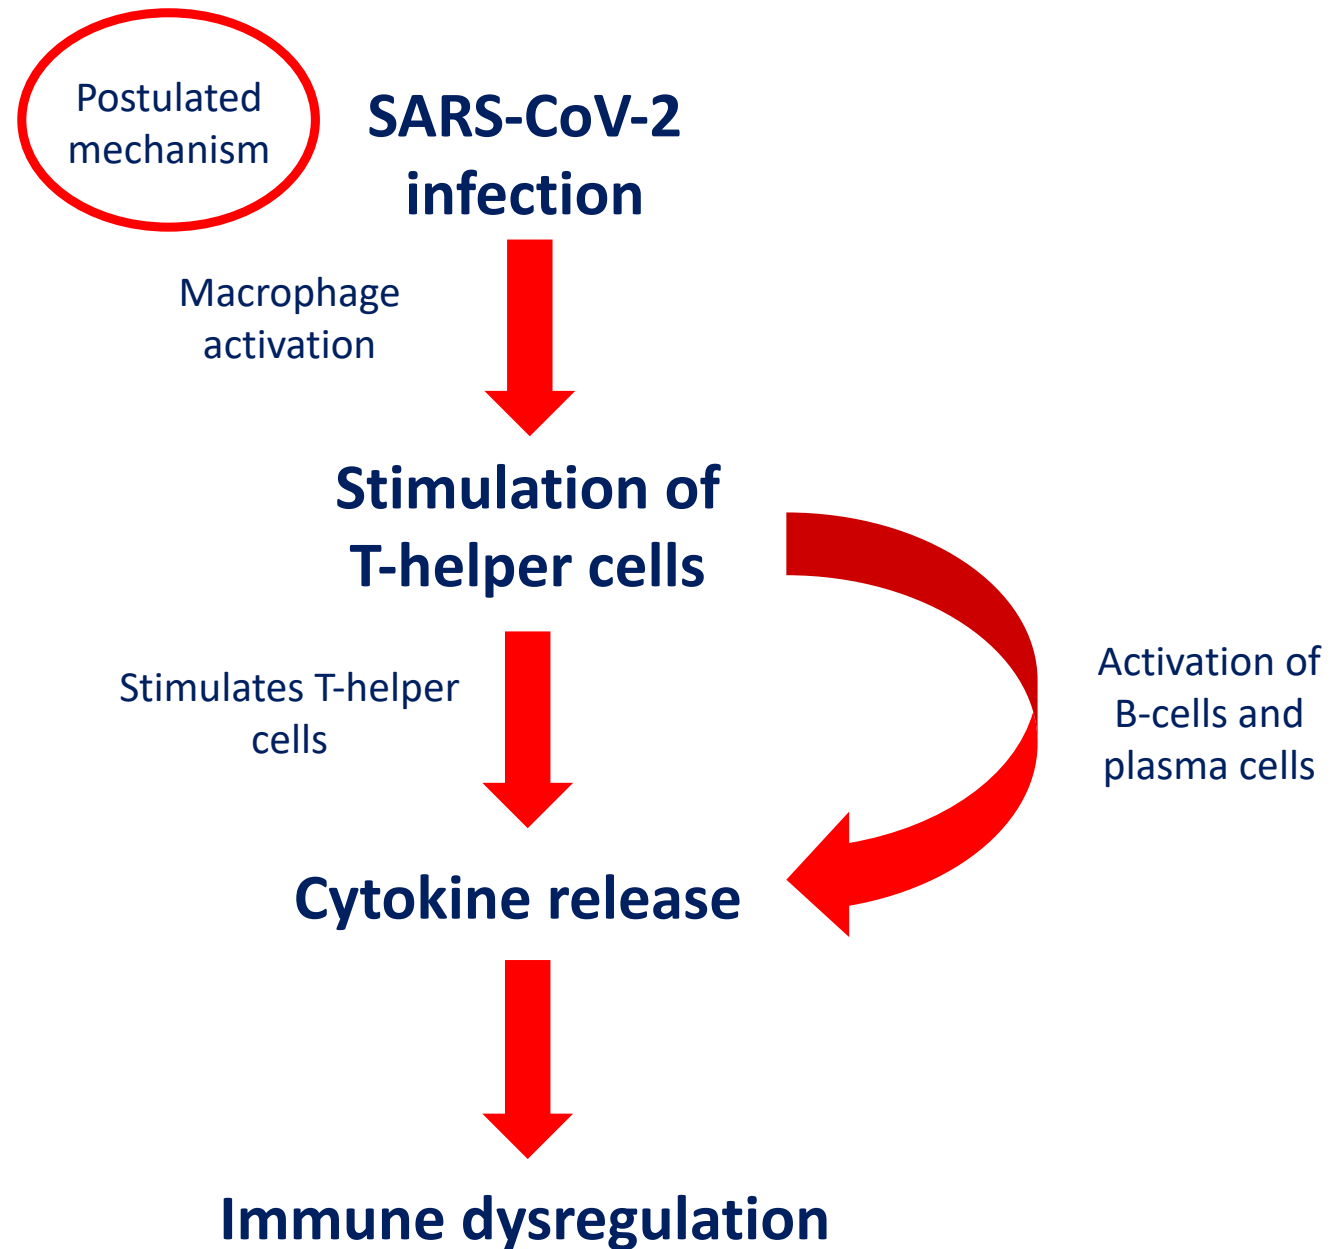 Postulated
mechanism
SARS-CoV-2
infection
Macrophage
activation
Stimulation of
T-helper cells
Stimulates T-helper
cells
Activation of
B-cells and
plasma cells
Cytokine release
Immune dysregulation